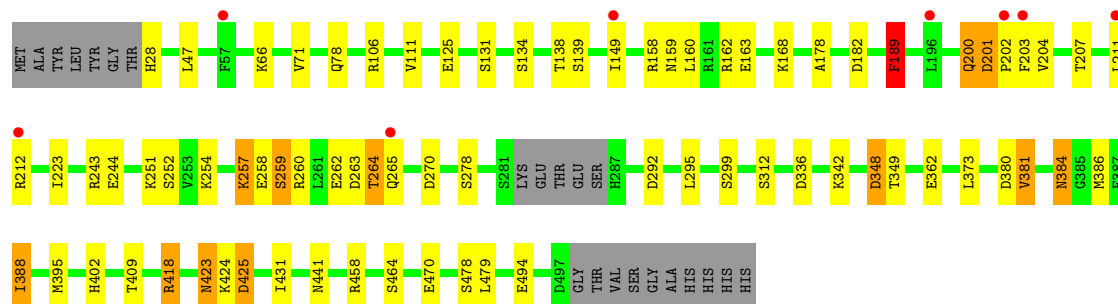 MET ALA TYR LEU TYR GLY THR H28 L47 F57 K66 V71 Q78 R106 V111 E125 S131 S134 T138 S139 I149 R158 N159 L160 R161 R162 E163 K168 A178 D182 F189 L196 Q200 D201 P202 F203 V204 T207 L211
R212 I223 R243 E244 K251 S252 V253 K254 K257 E258 S259 R260 L261 E262 D263 T264 Q265 D270 S278 S281 LYS GLU THR GLU SER H287 D292 L295 S299 S312 D336 K342 D348 T349 E362 L373 D380 V381 N384 G385 M386 E387
I388 M395 H402 T409 R418 N423 K424 D425 I431 N441 R458 S464 E470 S478 L479 E494 D497 GLY THR VAL SER GLY ALA HIS HIS HIS HIS